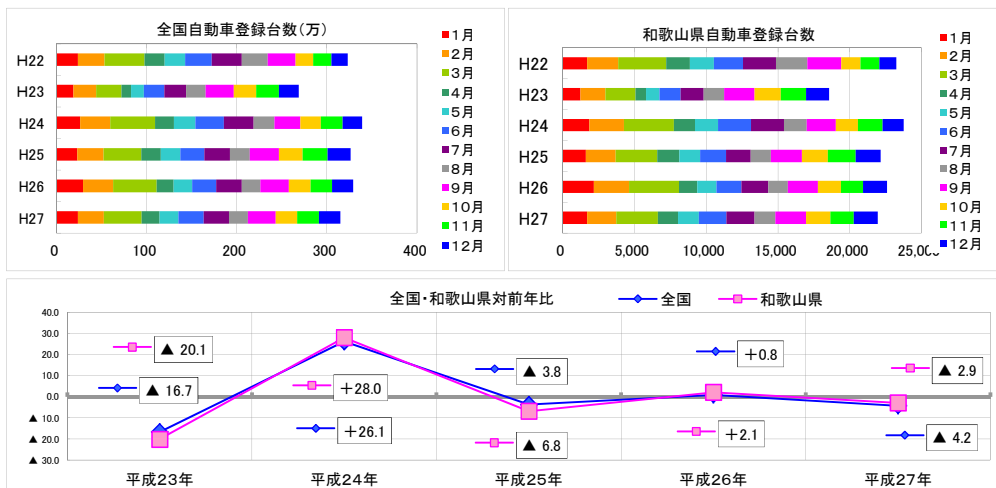 全国自動車登録台数(万)
H22
H23
H24
H25
H26
H27
0 100 200 300 400
1月
2月
3月
4月
5月
6月
7月
8月
9月
10月
11月
12月
和歌山県自動車登録台数
H22
H23
H24
H25
H26
H27
0 5,000 10,000 15,000 20,000
1月
2月
3月
4月
5月
6月
7月
8月
9月
10月
11月
12月
全国・和歌山県対前年比
全国 和歌山県
40.0
30.0
20.0
10.0
0.0
▲ 10.0
▲ 20.0
▲ 30.0
▲ 20.1
▲ 16.7
+28.0
+26.1
▲ 3.8
▲ 6.8
+0.8
+2.1
▲ 2.9
▲ 4.2
平成23年 平成24年 平成25年 平成26年 平成27年